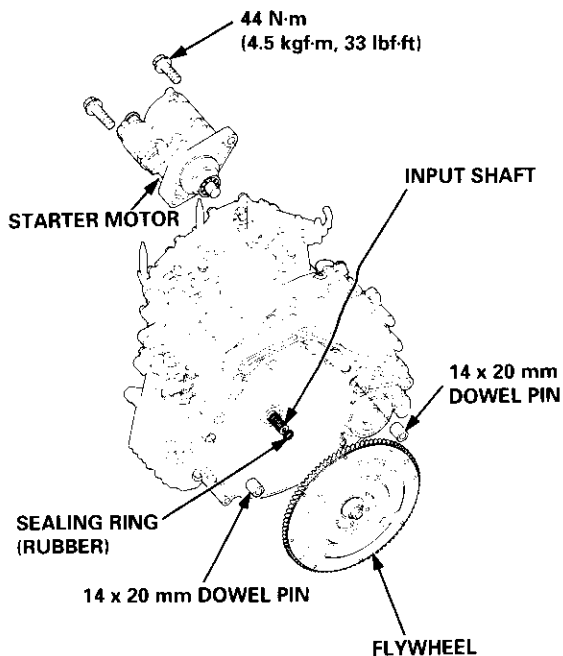 44 N·m
(4.5 kgf·m, 33 lbf·ft)
STARTER MOTOR
INPUT SHAFT
14 x 20 mm
DOWEL PIN
SEALING RING
(RUBBER)
14 x 20 mm DOWEL PIN
FLYWHEEL